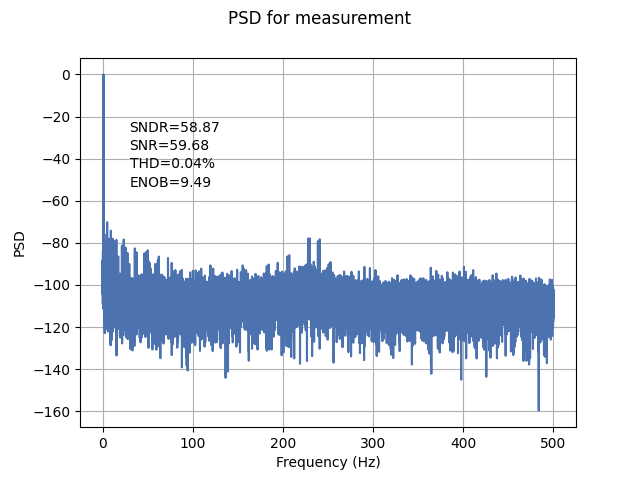 PSD for measurement
0
−20
−40
−60
−80
−100
−120
−140
−160
PSD
SNDR=58.87
SNR=59.68
THD=0.04%
ENOB=9.49
0 100 200 300 400 500
Frequency (Hz)